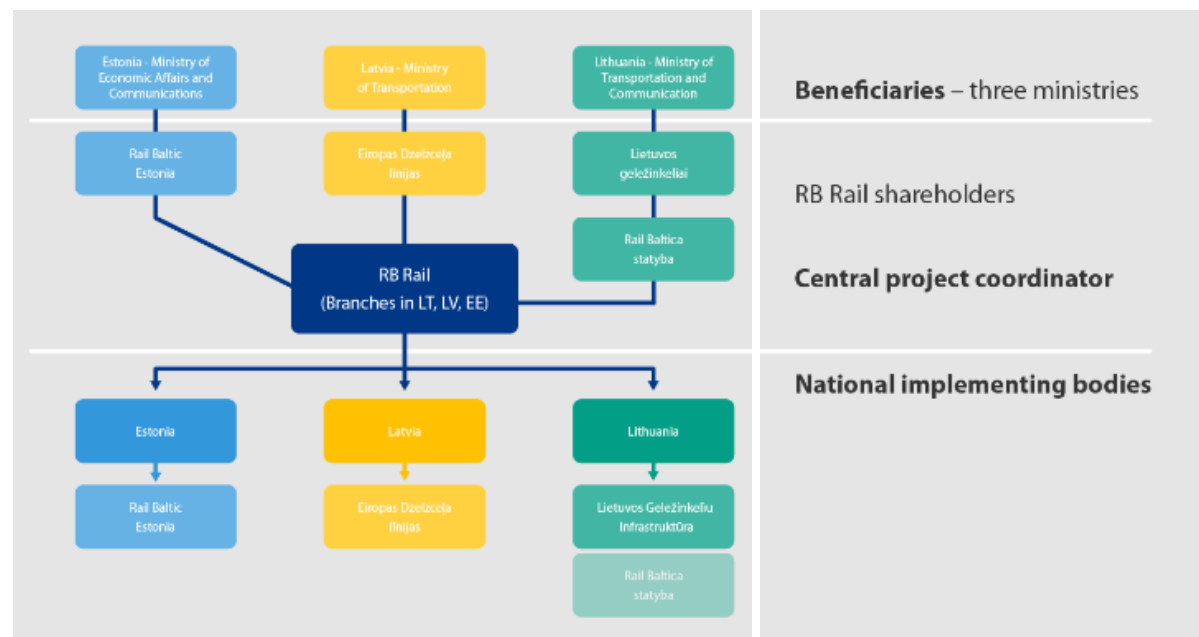 Estonia - Ministry of
Economic Affairs and
Communications
Latvia - Ministry
of Transportation
Lithuania - Ministry of
Transportation and
Communication
Beneficiaries – three ministries
Rail Baltic
Estonia
Eiropas Dzelzceļa
līnijas
Lietuvos
geležinkeliai
RB Rail shareholders
Rail Baltica
statyba
RB Rail
(Branches in LT, LV, EE)
Central project coordinator
National implementing bodies
Estonia
Latvia
Lithuania
Rail Baltic
Estonia
Eiropas Dzelzceļa
līnijas
Lietuvos Geležinkeliu
Infrastruktūra
Rail Baltica
statyba